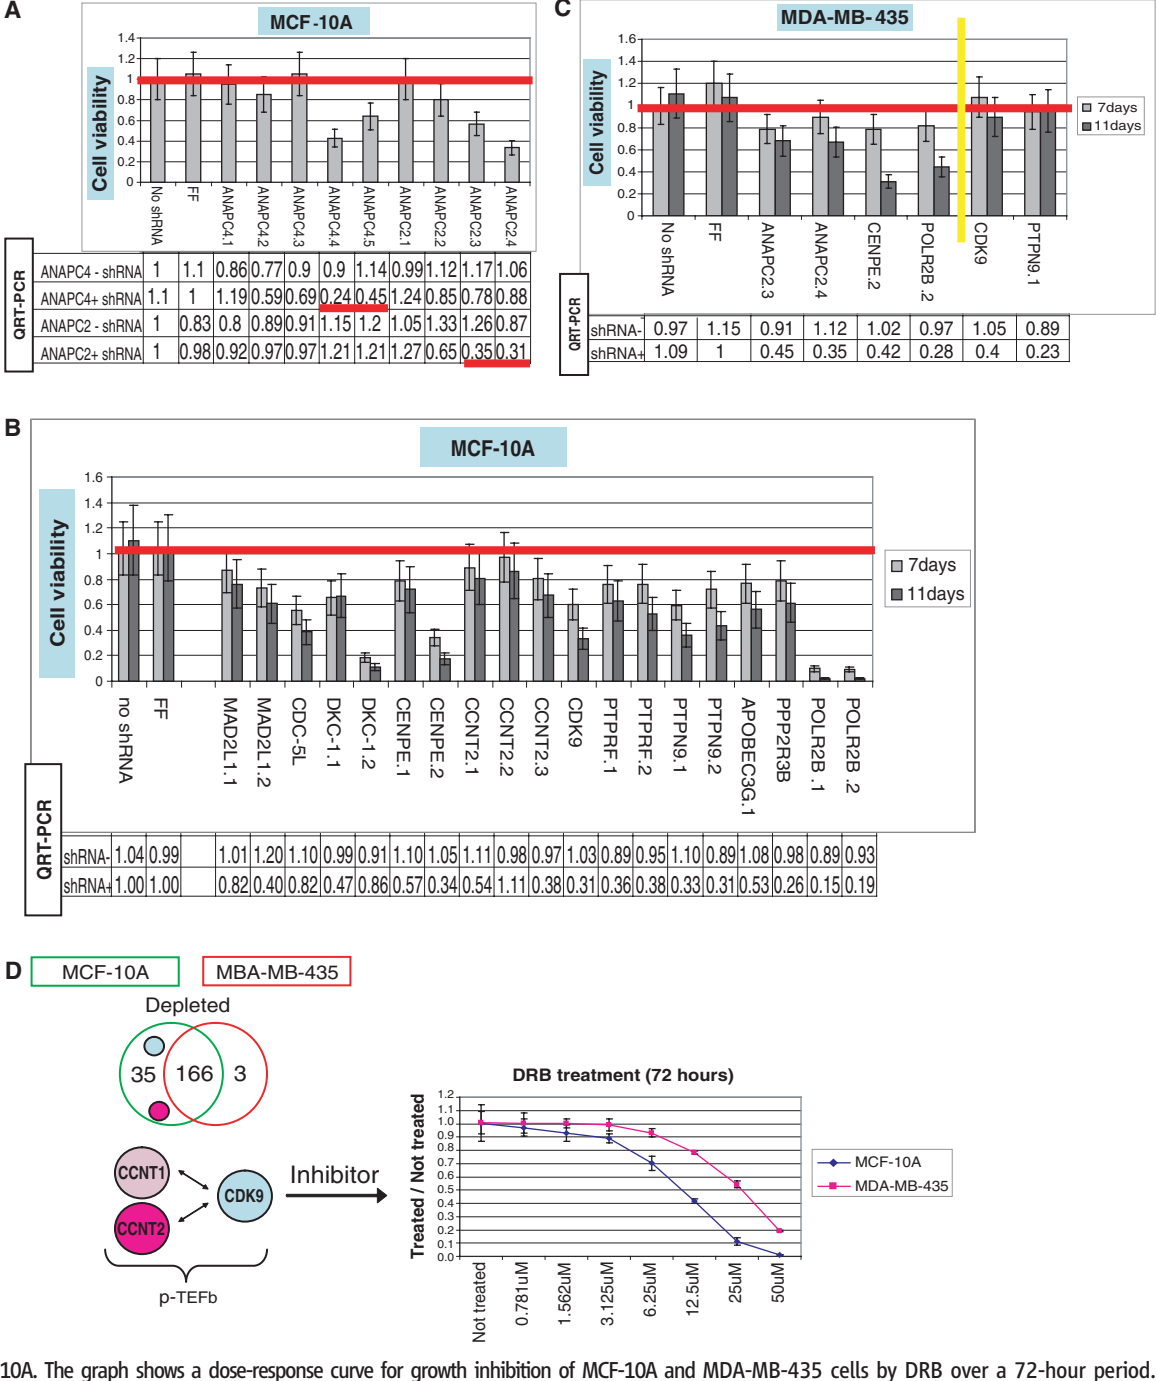 A
MCF-10A
Cell viability
1.4
1.2
1
0.8
0.6
0.4
0.2
0
No shRNA
FF
ANAPC4.1
ANAPC4.2
ANAPC4.3
ANAPC4.4
ANAPC4.5
ANAPC2.1
ANAPC2.2
ANAPC2.3
ANAPC2.4
QRT-PCR
ANAPC4 - shRNA 1 1.1 0.86 0.77 0.9 0.9 1.14 0.99 1.12 1.17 1.06
ANAPC4+ shRNA 1.1 1 1.19 0.59 0.69 0.24 0.45 1.24 0.85 0.78 0.88
ANAPC2 - shRNA 1 0.83 0.8 0.89 0.91 1.15 1.2 1.05 1.33 1.26 0.87
ANAPC2+ shRNA 1 0.98 0.92 0.97 0.97 1.21 1.21 1.27 0.65 0.35 0.31
C
MDA-MB-435
Cell viability
1.6
1.4
1.2
1
0.8
0.6
0.4
0.2
0
7days
11days
No shRNA
FF
ANAPC2.3
ANAPC2.4
CENPE.2
POLR2B .2
CDK9
PTPN9.1
QRT-PCR
shRNA- 0.97 1.15 0.91 1.12 1.02 0.97 1.05 0.89
shRNA+ 1.09 1 0.45 0.35 0.42 0.28 0.4 0.23
B
MCF-10A
Cell viability
1.6
1.4
1.2
1
0.8
0.6
0.4
0.2
0
7days
11days
no shRNA
FF
MAD2L1.1
MAD2L1.2
CDC-5L
DKC-1.1
DKC-1.2
CENPE.1
CENPE.2
CCNT2.1
CCNT2.2
CCNT2.3
CDK9
PTPRF.1
PTPRF.2
PTPN9.1
PTPN9.2
APOBEC3G.1
PPP2R3B
POLR2B .1
POLR2B .2
QRT-PCR
shRNA- 1.04 0.99 1.01 1.20 1.10 0.99 0.91 1.10 1.05 1.11 0.98 0.97 1.03 0.89 0.95 1.10 0.89 1.08 0.98 0.89 0.93
shRNA+ 1.00 1.00 0.82 0.40 0.82 0.47 0.86 0.57 0.34 0.54 1.11 0.38 0.31 0.36 0.38 0.33 0.31 0.53 0.26 0.15 0.19
D
MCF-10A MBA-MB-435
Depleted
35 166 3
CCNT1
CDK9
CCNT2
p-TEFb
Inhibitor
DRB treatment (72 hours)
Treated / Not treated
1.2
1.1
1.0
0.9
0.8
0.7
0.6
0.5
0.4
0.3
0.2
0.1
0.0
Not treated
0.781uM
1.562uM
3.125uM
6.25uM
12.5uM
25uM
50uM
MCF-10A
MDA-MB-435
10A. The graph shows a dose-response curve for growth inhibition of MCF-10A and MDA-MB-435 cells by DRB over a 72-hour period.